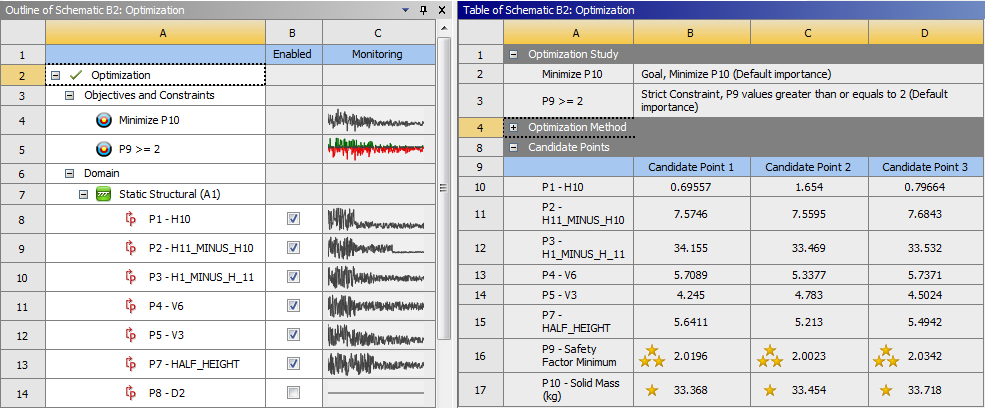 Outline of Schematic B2: Optimization
A B C
1 Enabled Monitoring
2 Optimization
3 Objectives and Constraints
4 Minimize P10
5 P9 >= 2
6 Domain
7 Static Structural (A1)
8 P1 - H10
9 P2 - H11_MINUS_H10
10 P3 - H1_MINUS_H_11
11 P4 - V6
12 P5 - V3
13 P7 - HALF_HEIGHT
14 P8 - D2
Table of Schematic B2: Optimization
A B C D
1 Optimization Study
2 Minimize P10 Goal, Minimize P10 (Default importance)
3 P9 >= 2 Strict Constraint, P9 values greater than or equals to 2 (Default
importance)
4 Optimization Method
8 Candidate Points
9 Candidate Point 1 Candidate Point 2 Candidate Point 3
10 P1 - H10 0.69557 1.654 0.79664
11 P2 -
H11_MINUS_H10 7.5746 7.5595 7.6843
12 P3 -
H1_MINUS_H_11 34.155 33.469 33.532
13 P4 - V6 5.7089 5.3377 5.7371
14 P5 - V3 4.245 4.783 4.5024
15 P7 -
HALF_HEIGHT 5.6411 5.213 5.4942
16 P9 - Safety
Factor Minimum 2.0196 2.0023 2.0342
17 P10 - Solid Mass
(kg) 33.368 33.454 33.718